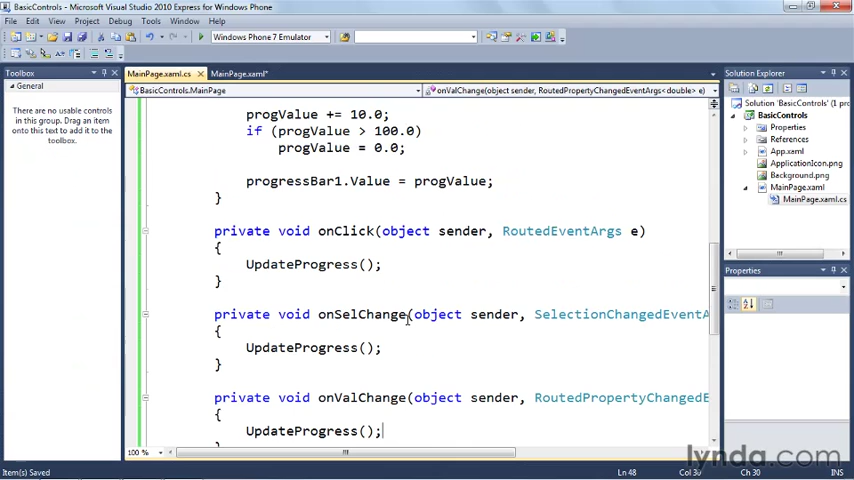 BasicControls - Microsoft Visual Studio 2010 Express for Windows Phone
File Edit View Project Debug Tools Window Help
Windows Phone 7 Emulator
Toolbox
General
There are no usable controls
in this group. Drag an item
onto this text to add it to the
toolbox.
MainPage.xaml.cs MainPage.xaml*
BasicControls.MainPage
onValChange(object sender, RoutedPropertyChangedEventArgs<double> e)
progValue += 10.0;
if (progValue > 100.0)
progValue = 0.0;
progressBar1.Value = progValue;
}
private void onClick(object sender, RoutedEventArgs e)
{
UpdateProgress();
}
private void onSelChange(object sender, SelectionChangedEventA
{
UpdateProgress();
}
private void onValChange(object sender, RoutedPropertyChangedE
{
UpdateProgress();
100 %
Solution Explorer
Solution 'BasicControls' (1 project)
BasicControls
Properties
References
App.xaml
ApplicationIcon.png
Background.png
MainPage.xaml
MainPage.xaml.cs
Properties
Item(s) Saved
Ln 48
Ch 30
INS
lynda.com